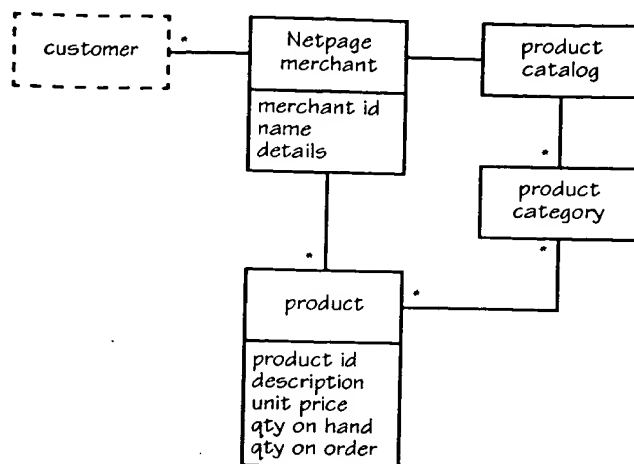 customer
*
Netpage
merchant
merchant id
name
details
product
catalog
*
product
category
*
*
*
product
product id
description
unit price
qty on hand
qty on order